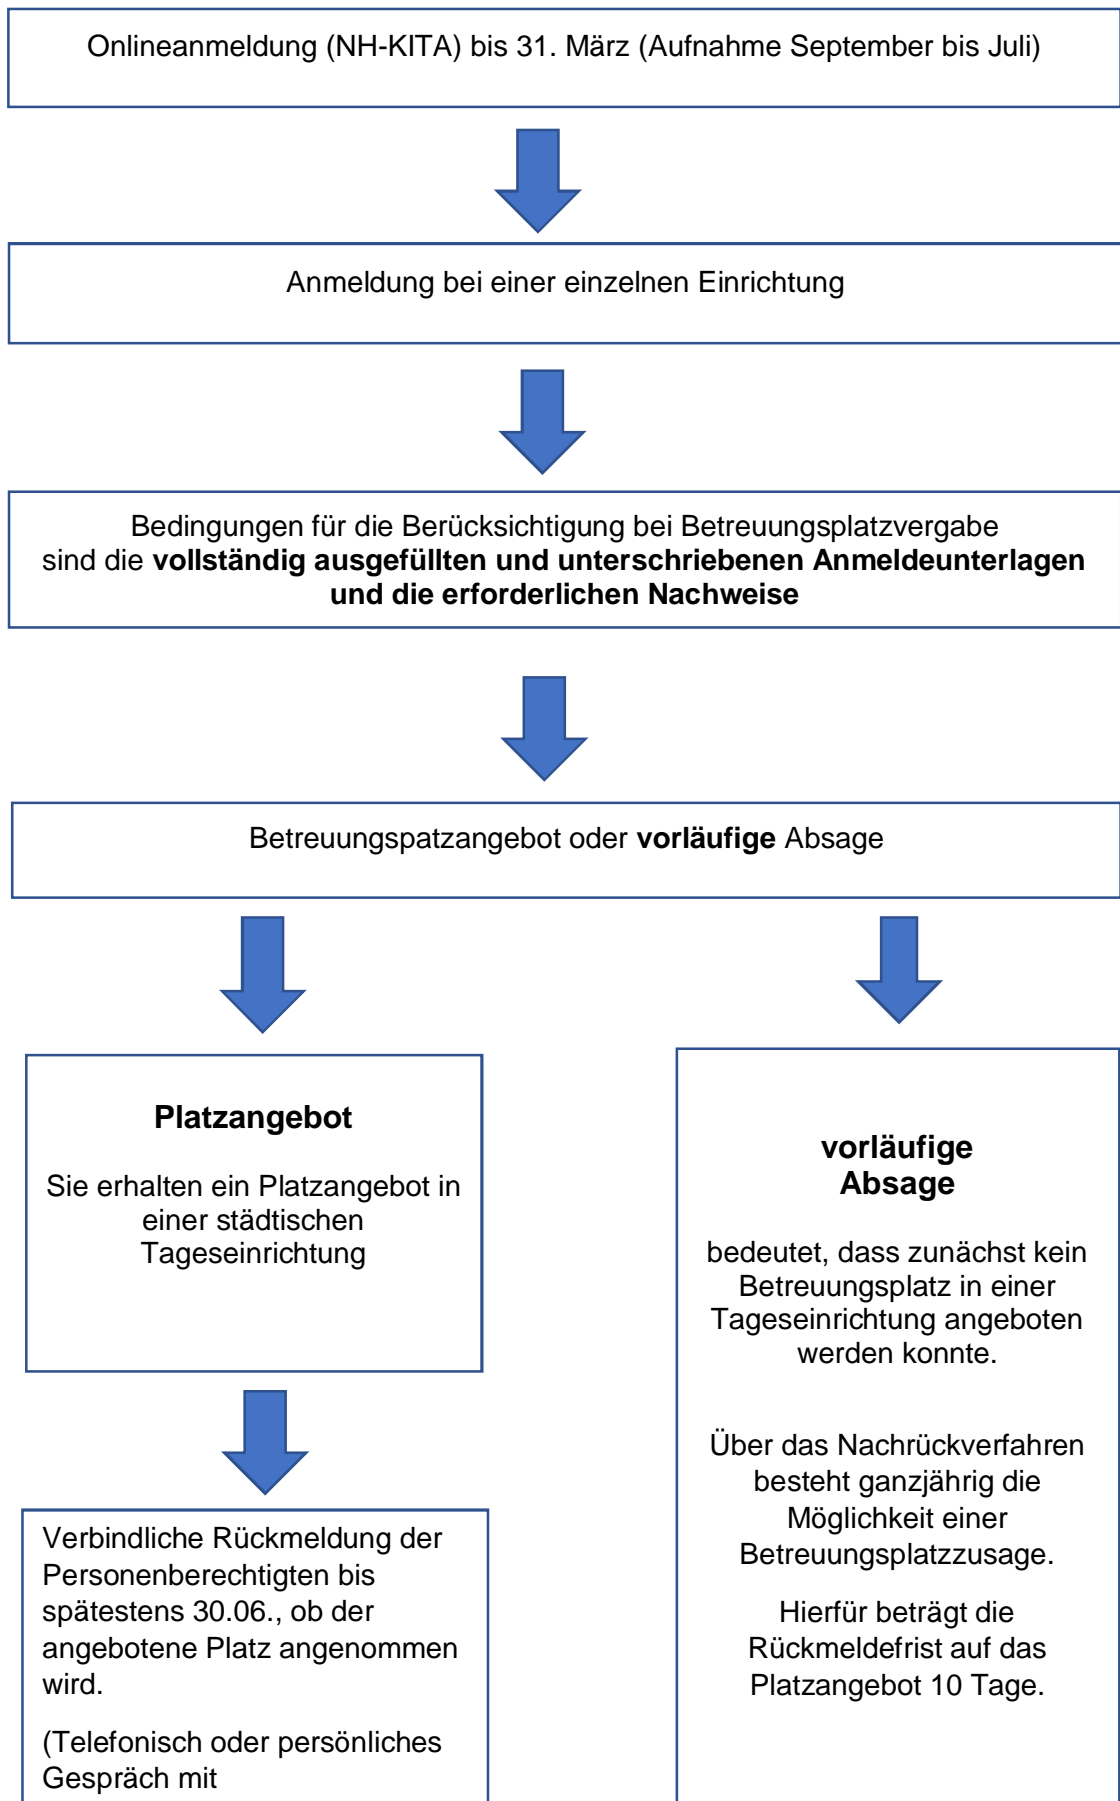 Onlineanmeldung (NH-KITA) bis 31. März (Aufnahme September bis Juli)
Anmeldung bei einer einzelnen Einrichtung
Bedingungen für die Berücksichtigung bei Betreuungsplatzvergabe
sind die vollständig ausgefüllten und unterschriebenen Anmeldeunterlagen
und die erforderlichen Nachweise
Betreuungspatzangebot oder vorläufige Absage
Platzangebot
Sie erhalten ein Platzangebot in
einer städtischen
Tageseinrichtung
Verbindliche Rückmeldung der
Personenberechtigten bis
spätestens 30.06., ob der
angebotene Platz angenommen
wird.
(Telefonisch oder persönliches
Gespräch mit
vorläufige
Absage
bedeutet, dass zunächst kein
Betreuungsplatz in einer
Tageseinrichtung angeboten
werden konnte.
Über das Nachrückverfahren
besteht ganzjährig die
Möglichkeit einer
Betreuungsplatzzusage.
Hierfür beträgt die
Rückmeldefrist auf das
Platzangebot 10 Tage.